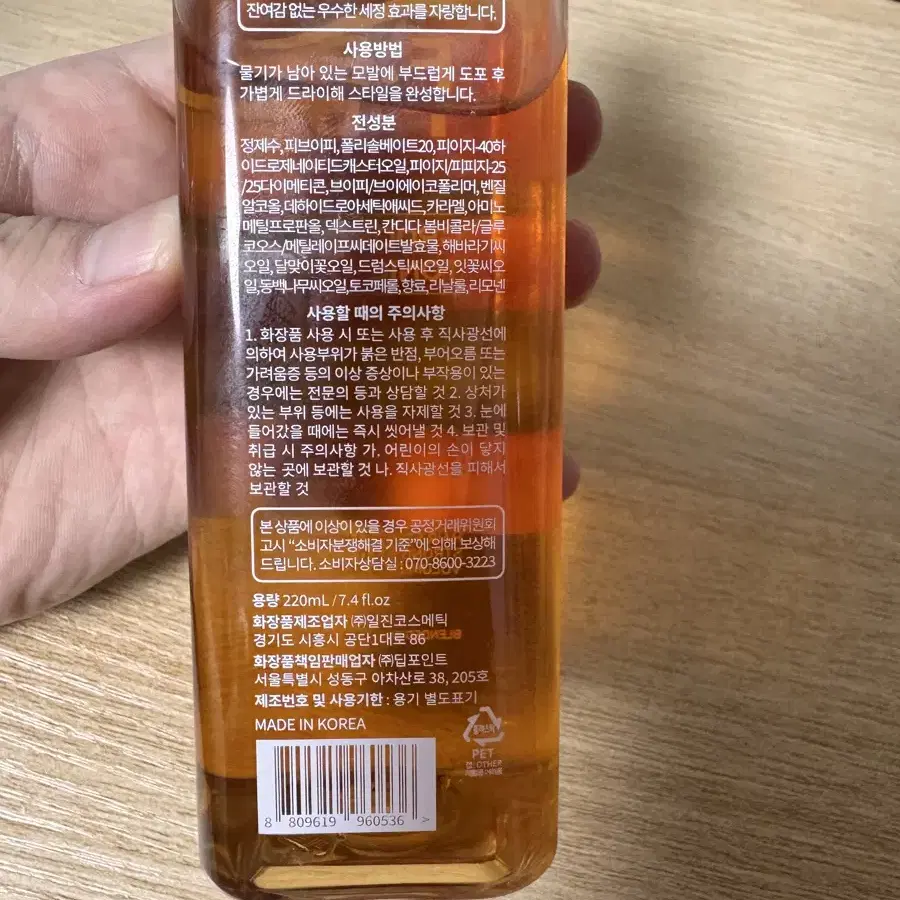 잔여감 없는 우수한 세정 효과를 자랑합니다.
사용방법
물기가 남아 있는 모발에 부드럽게 도포 후
가볍게 드라이해 스타일을 완성합니다.
전성분
정제수, 피브이피, 폴리솔베이트20, 피이지-40하
이드로제네이티드캐스터오일, 피이지/피피지-25
/25다이메티콘, 브이피/브이에이코폴리머, 벤질
알코올, 데하이드로아세틱애씨드, 카라멜, 아미노
메틸프로판올, 덱스트린, 칸디다 봄비콜라/글루
코오스/메틸레이프씨데이트발효물, 해바라기씨
오일, 달맞이꽃오일, 드럼스틱씨오일, 잇꽃씨오
일, 동백나무씨오일, 토코페롤, 향료, 리날룰, 리모넨
사용할 때의 주의사항
1. 화장품 사용 시 또는 사용 후 직사광선에
의하여 사용부위가 붉은 반점, 부어오름 또는
가려움증 등의 이상 증상이나 부작용이 있는
경우에는 전문의 등과 상담할 것 2. 상처가
있는 부위 등에는 사용을 자제할 것 3. 눈에
들어갔을 때에는 즉시 씻어낼 것 4. 보관 및
취급 시 주의사항 가. 어린이의 손이 닿지
않는 곳에 보관할 것 나. 직사광선을 피해서
보관할 것
본 상품에 이상이 있을 경우 공정거래위원회
고시 "소비자분쟁해결 기준"에 의해 보상해
드립니다. 소비자상담실 : 070-8600-3223
용량 220mL / 7.4 fl.oz
화장품제조업자 ㈜일진코스메틱
경기도 시흥시 공단1대로 86
화장품책임판매업자 ㈜딥포인트
서울특별시 성동구 아차산로 38, 205호
제조번호 및 사용기한 : 용기 별도표기
MADE IN KOREA
플라스틱
PET
캡: OTHER
8 809619 960536 >